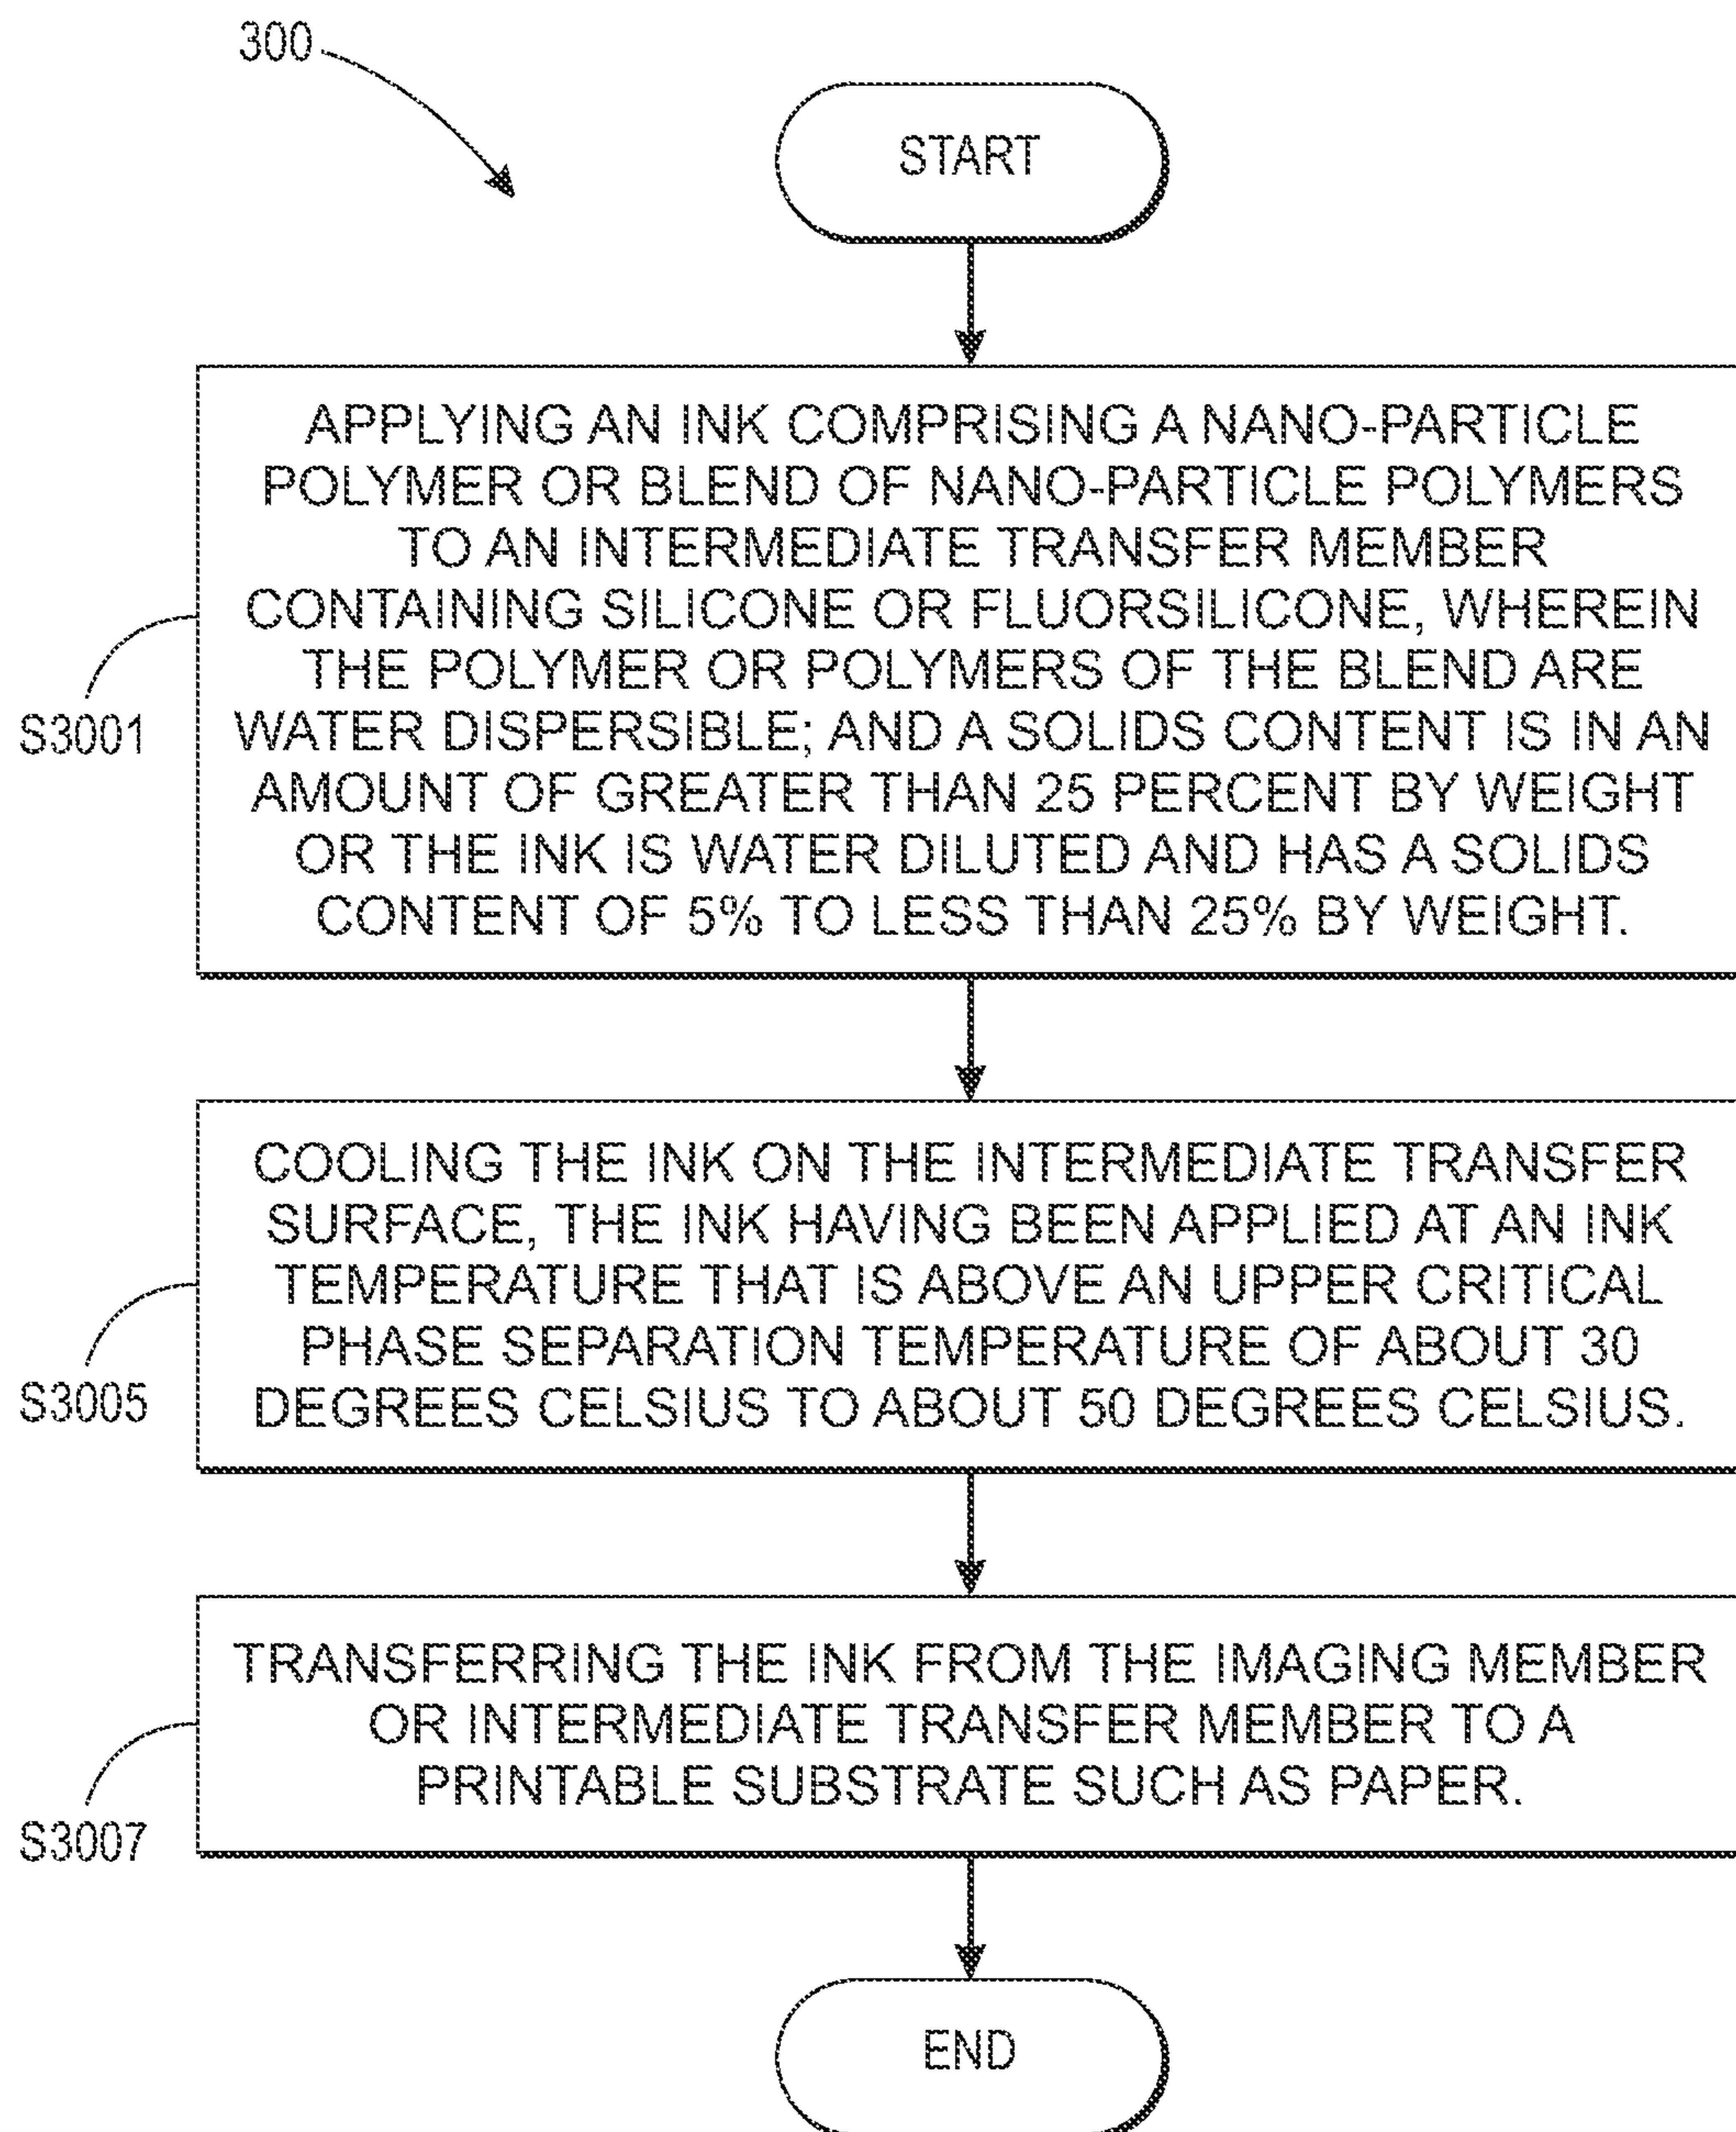 300
START
APPLYING AN INK COMPRISING A NANO-PARTICLE
POLYMER OR BLEND OF NANO-PARTICLE POLYMERS
TO AN INTERMEDIATE TRANSFER MEMBER
CONTAINING SILICONE OR FLUORSILICONE, WHEREIN
THE POLYMER OR POLYMERS OF THE BLEND ARE
WATER DISPERSIBLE; AND A SOLIDS CONTENT IS IN AN
AMOUNT OF GREATER THAN 25 PERCENT BY WEIGHT
OR THE INK IS WATER DILUTED AND HAS A SOLIDS
CONTENT OF 5% TO LESS THAN 25% BY WEIGHT.
S3001
COOLING THE INK ON THE INTERMEDIATE TRANSFER
SURFACE, THE INK HAVING BEEN APPLIED AT AN INK
TEMPERATURE THAT IS ABOVE AN UPPER CRITICAL
PHASE SEPARATION TEMPERATURE OF ABOUT 30
DEGREES CELSIUS TO ABOUT 50 DEGREES CELSIUS.
S3005
TRANSFERRING THE INK FROM THE IMAGING MEMBER
OR INTERMEDIATE TRANSFER MEMBER TO A
PRINTABLE SUBSTRATE SUCH AS PAPER.
S3007
END